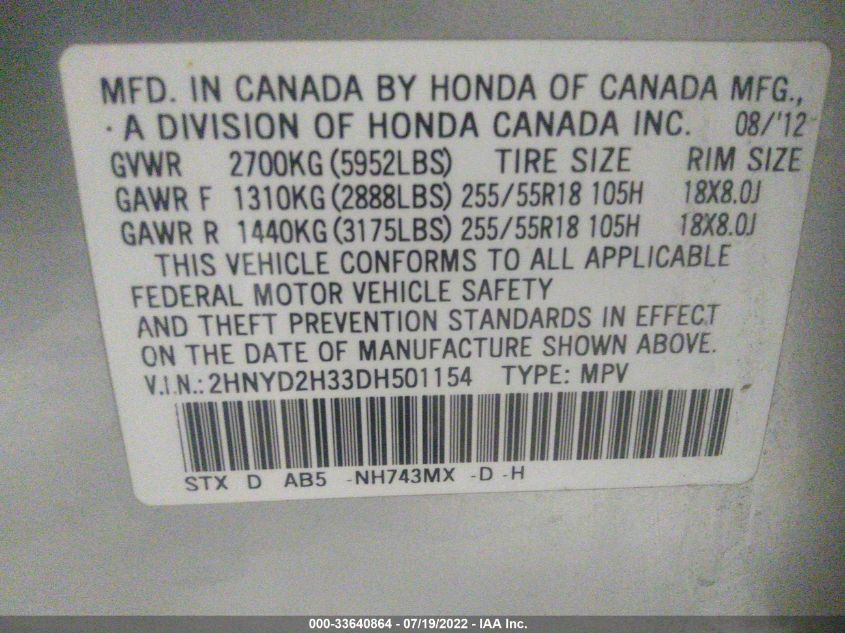 MFD. IN CANADA BY HONDA OF CANADA MFG.,
· A DIVISION OF HONDA CANADA INC. 08/'12
GVWR 2700KG (5952LBS) TIRE SIZE RIM SIZE
GAWR F 1310KG (2888LBS) 255/55R18 105H 18X8.0J
GAWR R 1440KG (3175LBS) 255/55R18 105H 18X8.0J
THIS VEHICLE CONFORMS TO ALL APPLICABLE
FEDERAL MOTOR VEHICLE SAFETY
AND THEFT PREVENTION STANDARDS IN EFFECT
ON THE DATE OF MANUFACTURE SHOWN ABOVE.
V.I.N.: 2HNYD2H33DH501154 TYPE: MPV
STX D AB5 -NH743MX -D -H
000-33640864 - 07/19/2022 - IAA Inc.